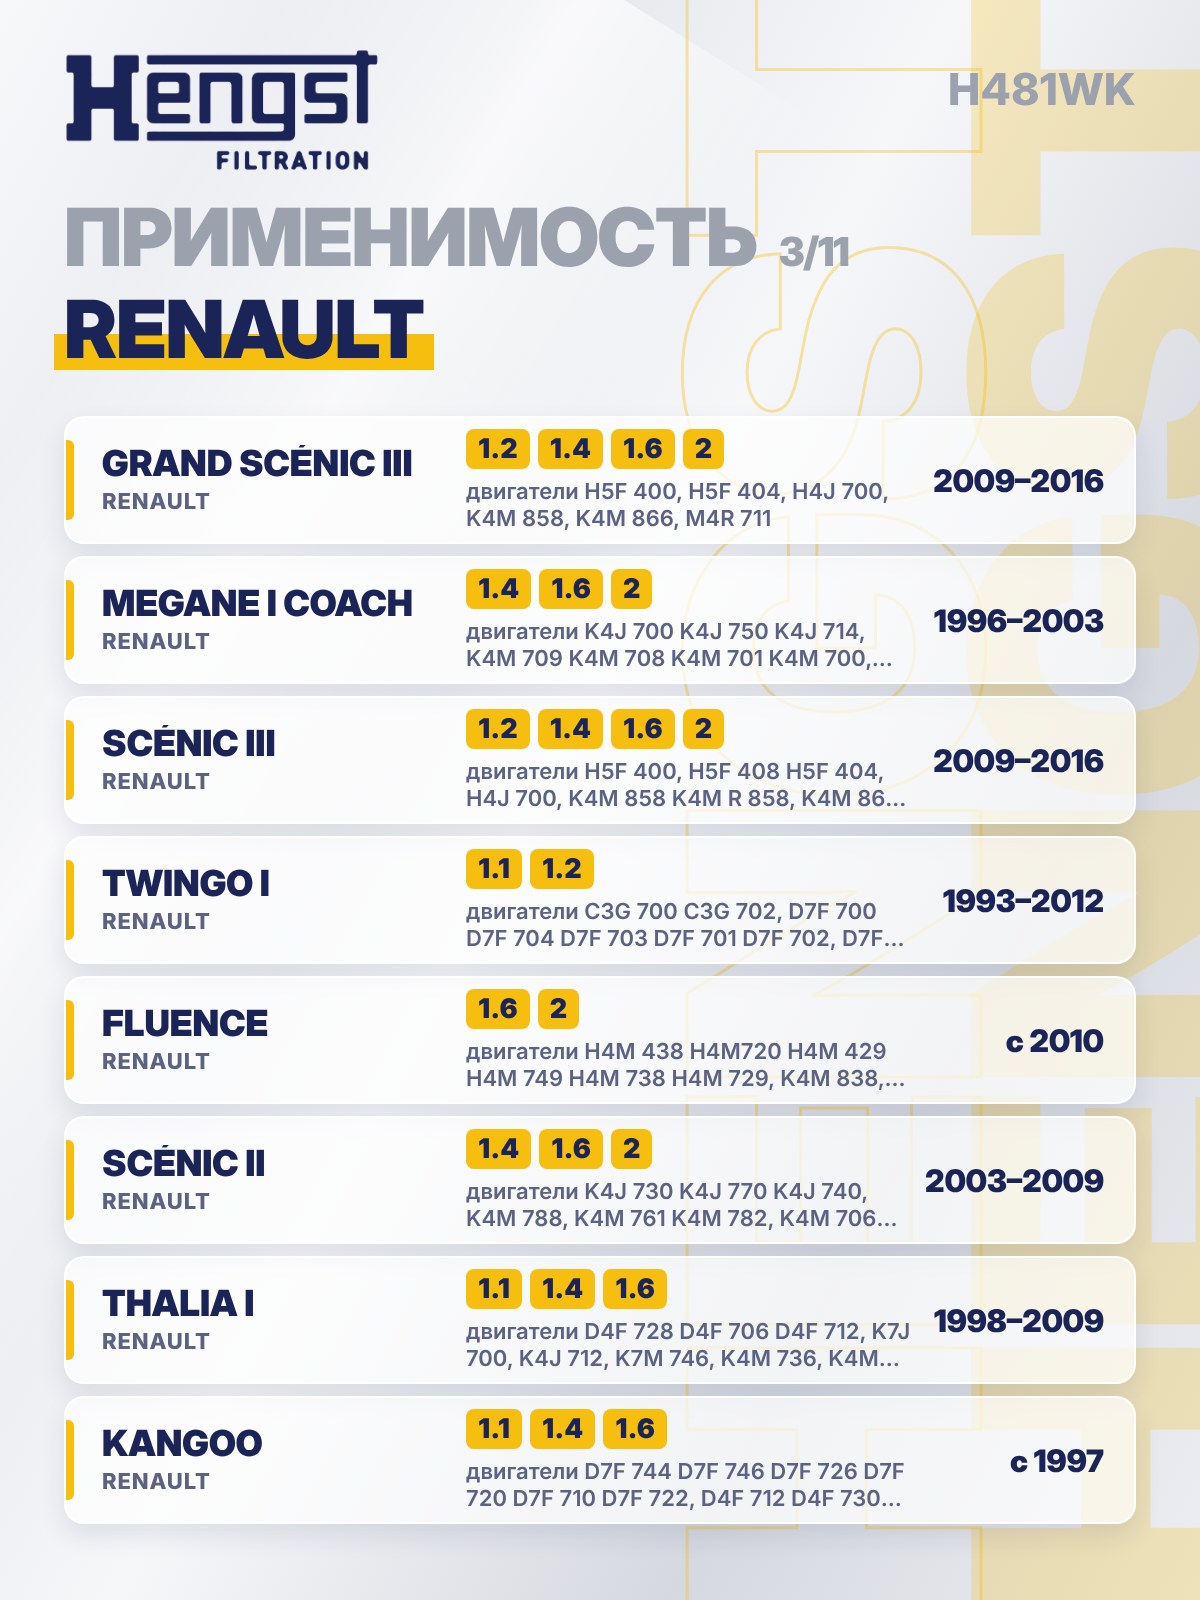 Hengst
FILTRATION
H481WK
ПРИМЕНИМОСТЬ 3/11
RENAULT
GRAND SCÉNIC III
RENAULT
1.2 1.4 1.6 2
двигатели H5F 400, H5F 404, H4J 700,
K4M 858, K4M 866, M4R 711
2009–2016
MEGANE I COACH
RENAULT
1.4 1.6 2
двигатели K4J 700 K4J 750 K4J 714,
K4M 709 K4M 708 K4M 701 K4M 700,...
1996–2003
SCÉNIC III
RENAULT
1.2 1.4 1.6 2
двигатели H5F 400, H5F 408 H5F 404,
H4J 700, K4M 858 K4M R 858, K4M 86...
2009–2016
TWINGO I
RENAULT
1.1 1.2
двигатели C3G 700 C3G 702, D7F 700
D7F 704 D7F 703 D7F 701 D7F 702, D7F...
1993–2012
FLUENCE
RENAULT
1.6 2
двигатели H4M 438 H4M720 H4M 429
H4M 749 H4M 738 H4M 729, K4M 838,...
с 2010
SCÉNIC II
RENAULT
1.4 1.6 2
двигатели K4J 730 K4J 770 K4J 740,
K4M 788, K4M 761 K4M 782, K4M 706...
2003–2009
THALIA I
RENAULT
1.1 1.4 1.6
двигатели D4F 728 D4F 706 D4F 712, K7J
700, K4J 712, K7M 746, K4M 736, K4M...
1998–2009
KANGOO
RENAULT
1.1 1.4 1.6
двигатели D7F 744 D7F 746 D7F 726 D7F
720 D7F 710 D7F 722, D4F 712 D4F 730...
с 1997
HENGST
HENGST